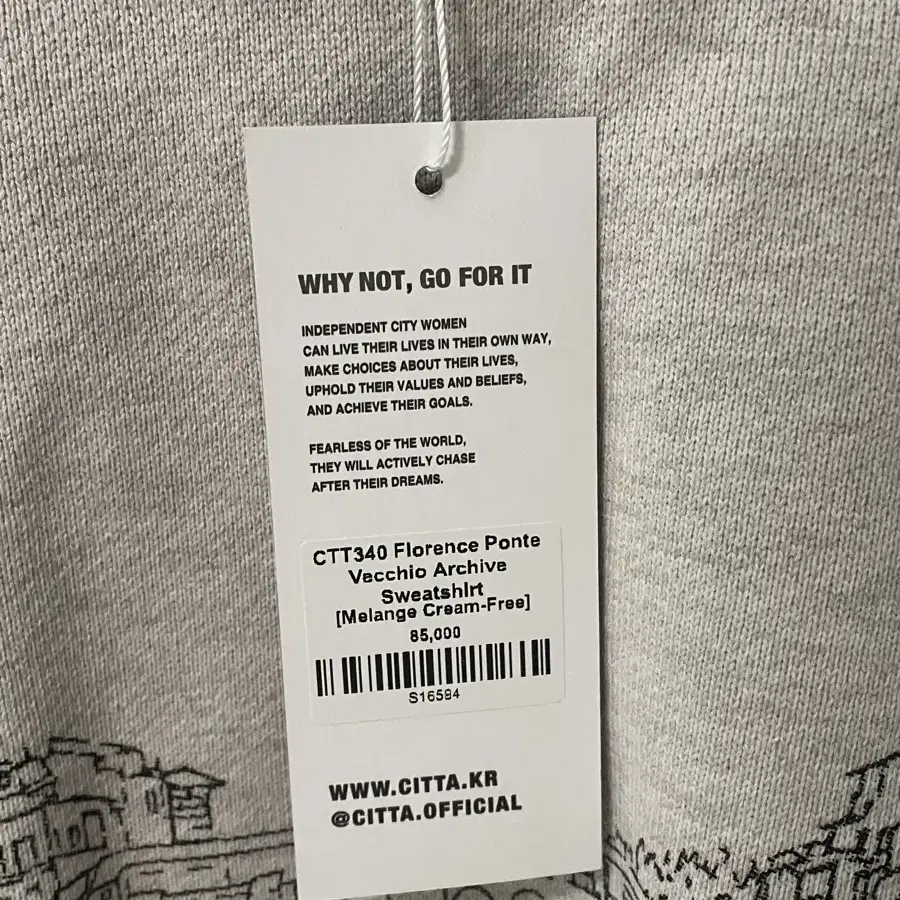 WHY NOT, GO FOR IT
INDEPENDENT CITY WOMEN
CAN LIVE THEIR LIVES IN THEIR OWN WAY,
MAKE CHOICES ABOUT THEIR LIVES,
UPHOLD THEIR VALUES AND BELIEFS,
AND ACHIEVE THEIR GOALS.
FEARLESS OF THE WORLD,
THEY WILL ACTIVELY CHASE
AFTER THEIR DREAMS.
CTT340 Florence Ponte
Vecchio Archive
Sweatshirt
[Melange Cream-Free]
85,000
S16594
WWW.CITTA.KR
@CITTA.OFFICIAL